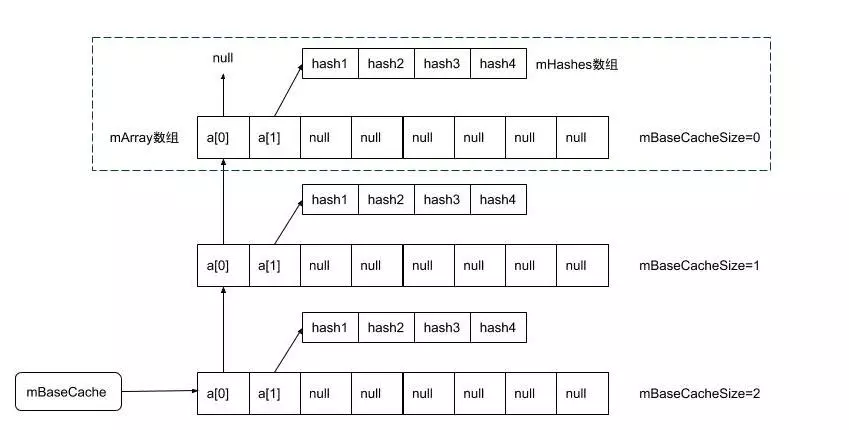 null
hash1 hash2 hash3 hash4 mHashes数组
mArray数组 a[0] a[1] null null null null null null mBaseCacheSize=0
hash1 hash2 hash3 hash4
a[0] a[1] null null null null null null mBaseCacheSize=1
hash1 hash2 hash3 hash4
mBaseCache a[0] a[1] null null null null null null mBaseCacheSize=2